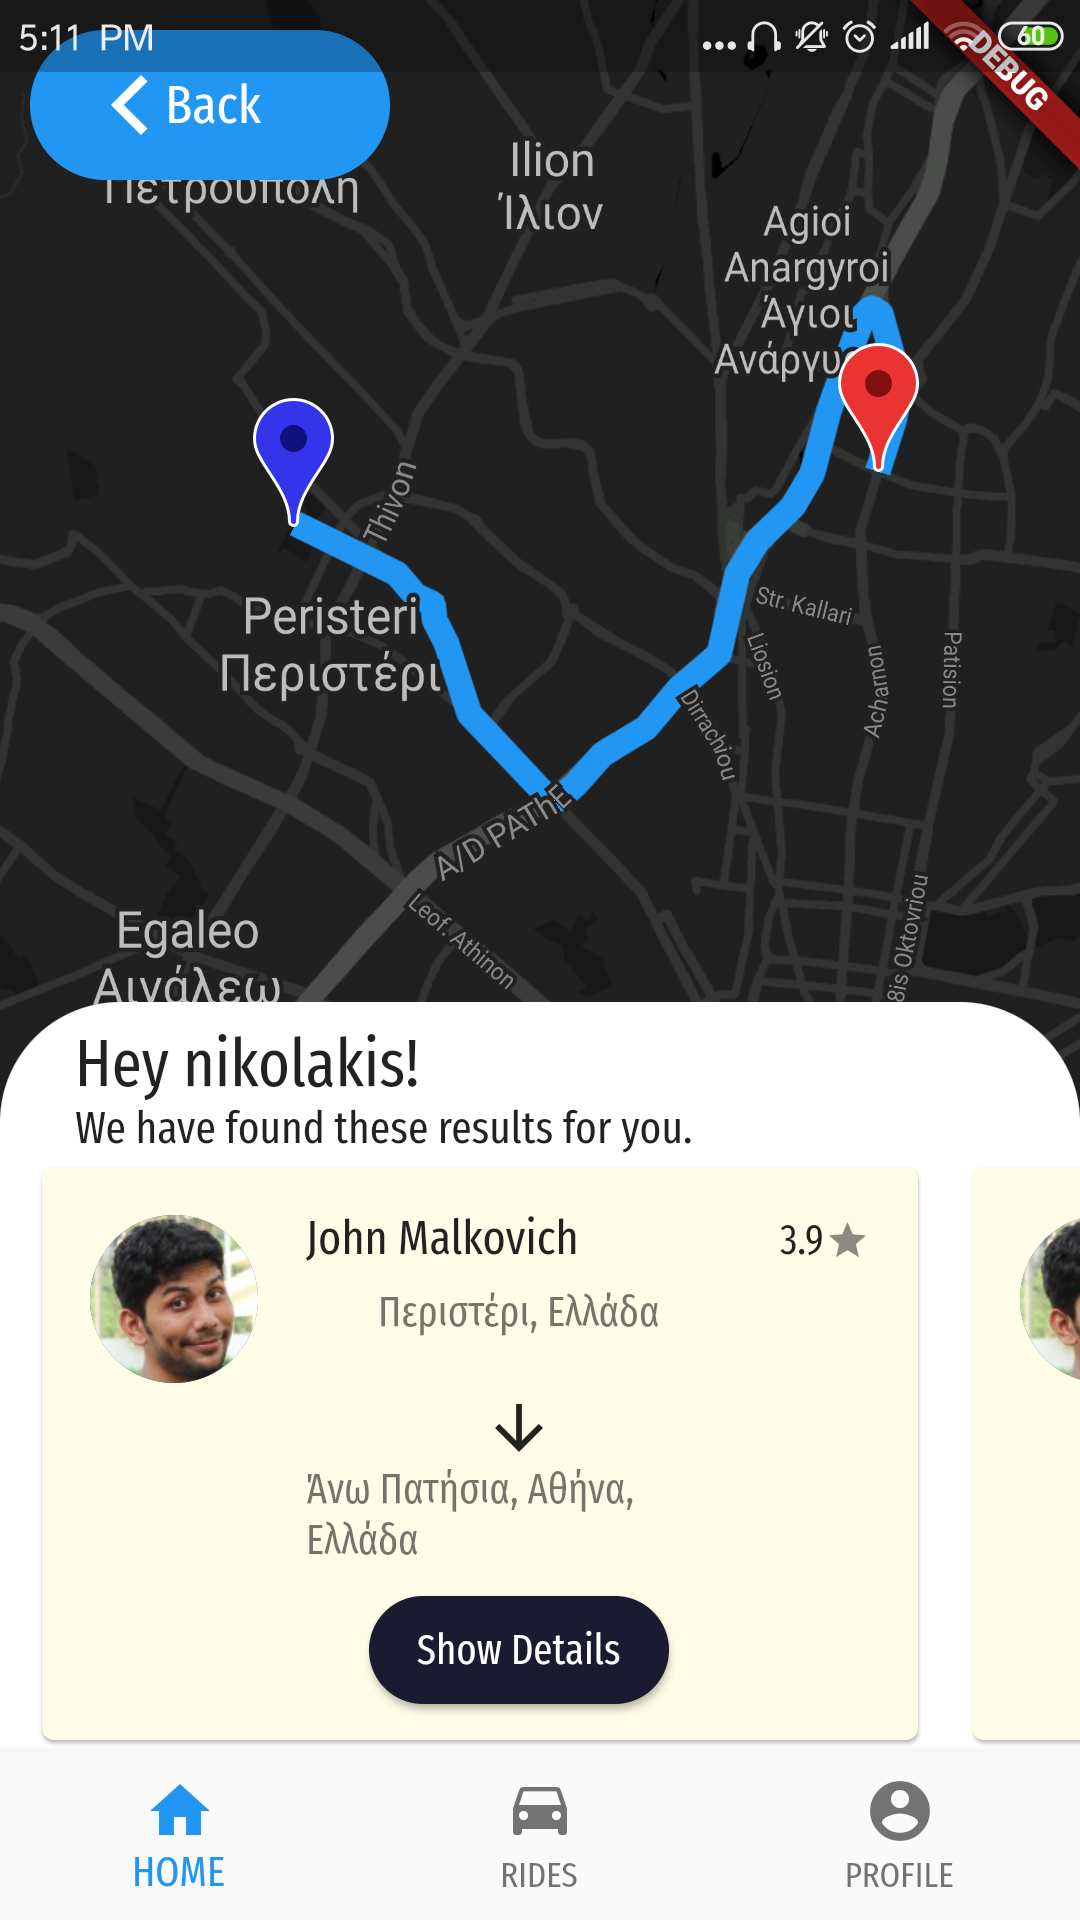 5:11 PM
60
DEBUG
Back
Πετρούπολη
Ilion
Ίλιον
Agioi
Anargyroi
Άγιοι
Ανάργυ
Thivon
Peristeri
Περιστέρι
Str. Kallari
Liosion
Acharnon
Patision
Dirrachiou
A/D PAThE
Leof. Athinon
8is Oktovriou
Egaleo
Αιγάλεω
Hey nikolakis!
We have found these results for you.
John Malkovich
3.9
Περιστέρι, Ελλάδα
Άνω Πατήσια, Αθήνα,
Ελλάδα
Show Details
HOME
RIDES
PROFILE